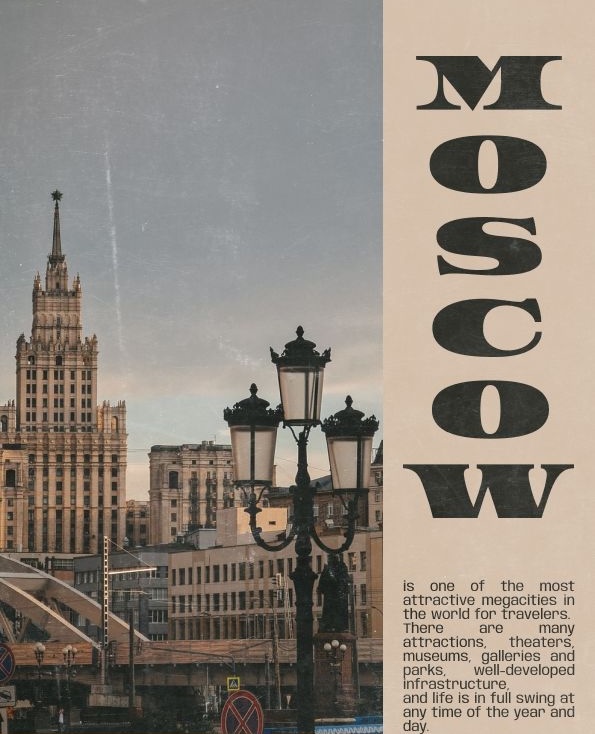 MOSCOW
is one of the most
attractive megacities in
the world for travelers.
There are many
attractions, theaters,
museums, galleries and
parks, well-developed
infrastructure,
and life is in full swing at
any time of the year and
day.